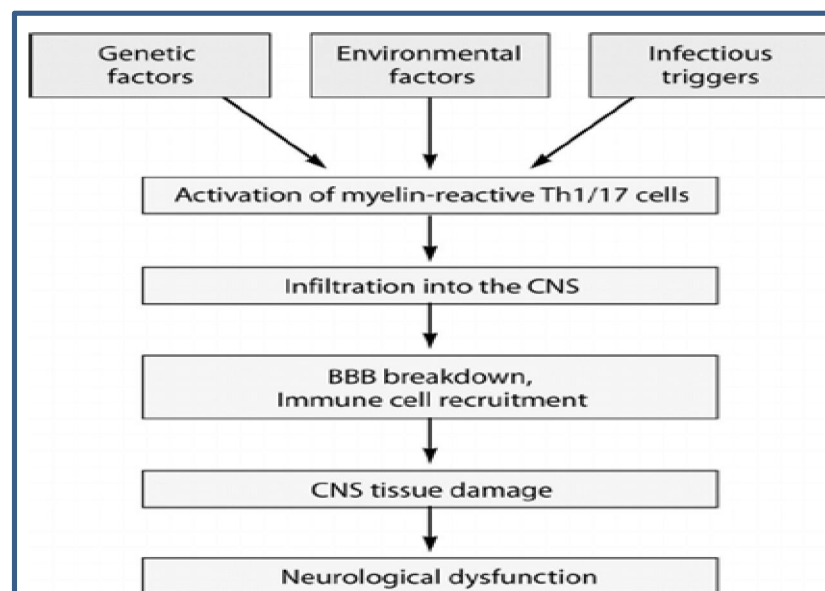 Genetic
factors
Environmental
factors
Infectious
triggers
Activation of myelin-reactive Th1/17 cells
Infiltration into the CNS
BBB breakdown,
Immune cell recruitment
CNS tissue damage
Neurological dysfunction